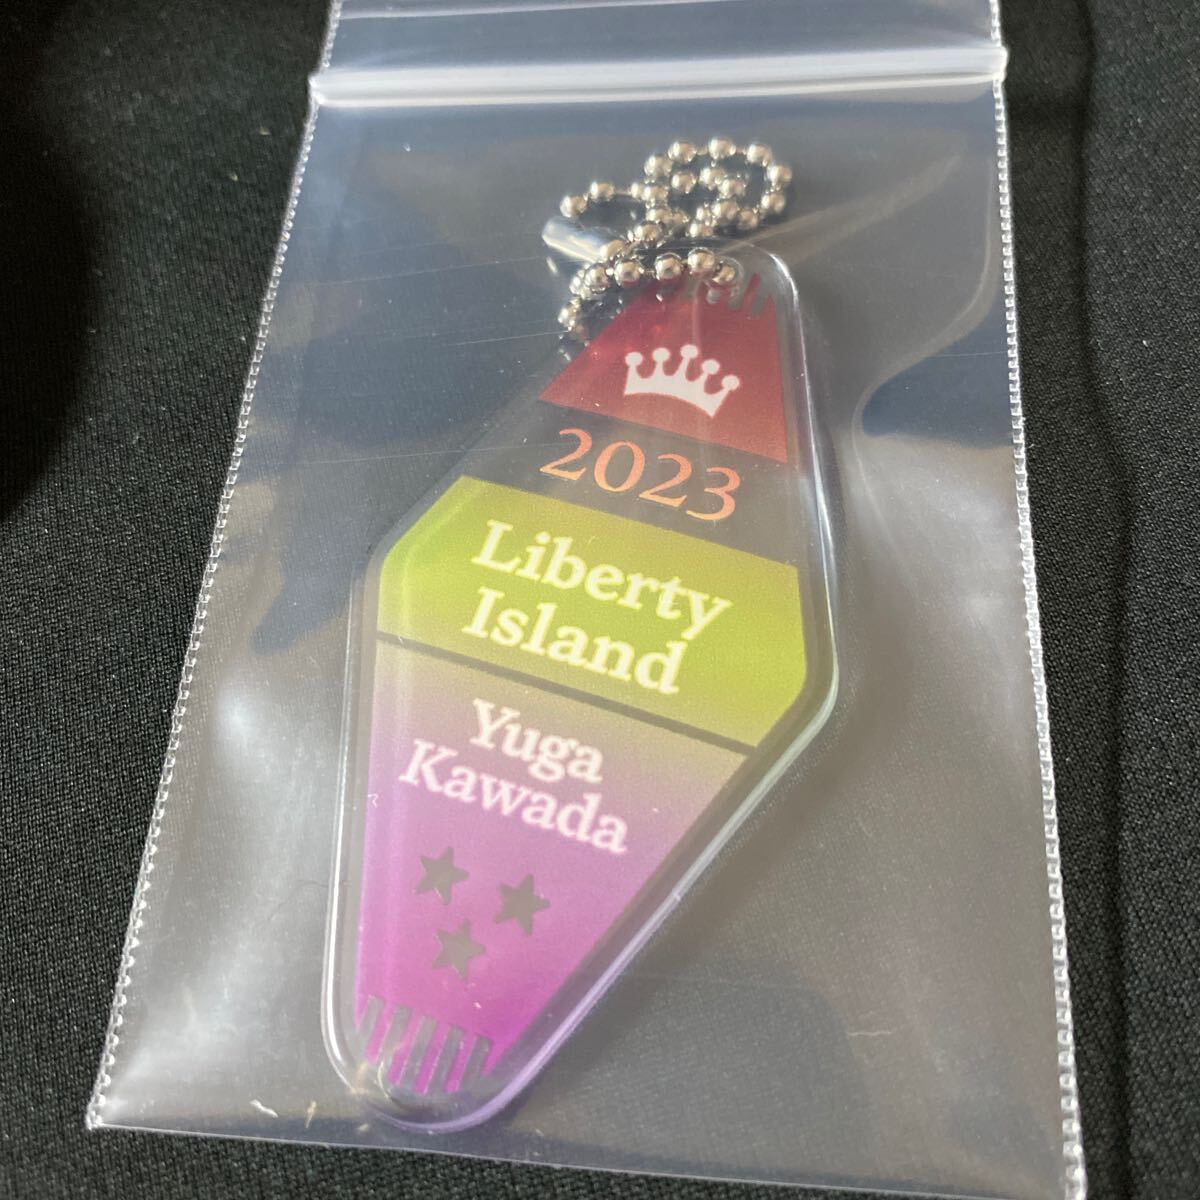 2023
Liberty
Island
Yuga
Kawada